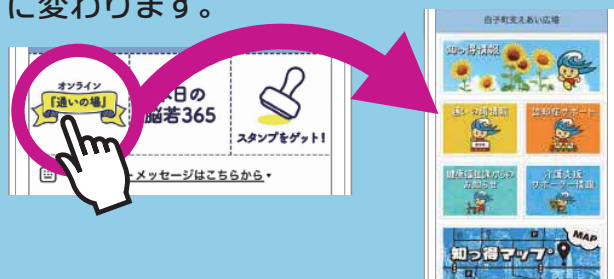 に変わります。
オンライン
「通いの場」
日の
脳若365
スタンプをゲット！
メッセージはこちらから
白子町支えあい広場
知っ得情報
通いの場情報
認知症サポート
健康福祉課からの
お知らせ
介護支援
サポーター情報
MAP
知っ得マップ